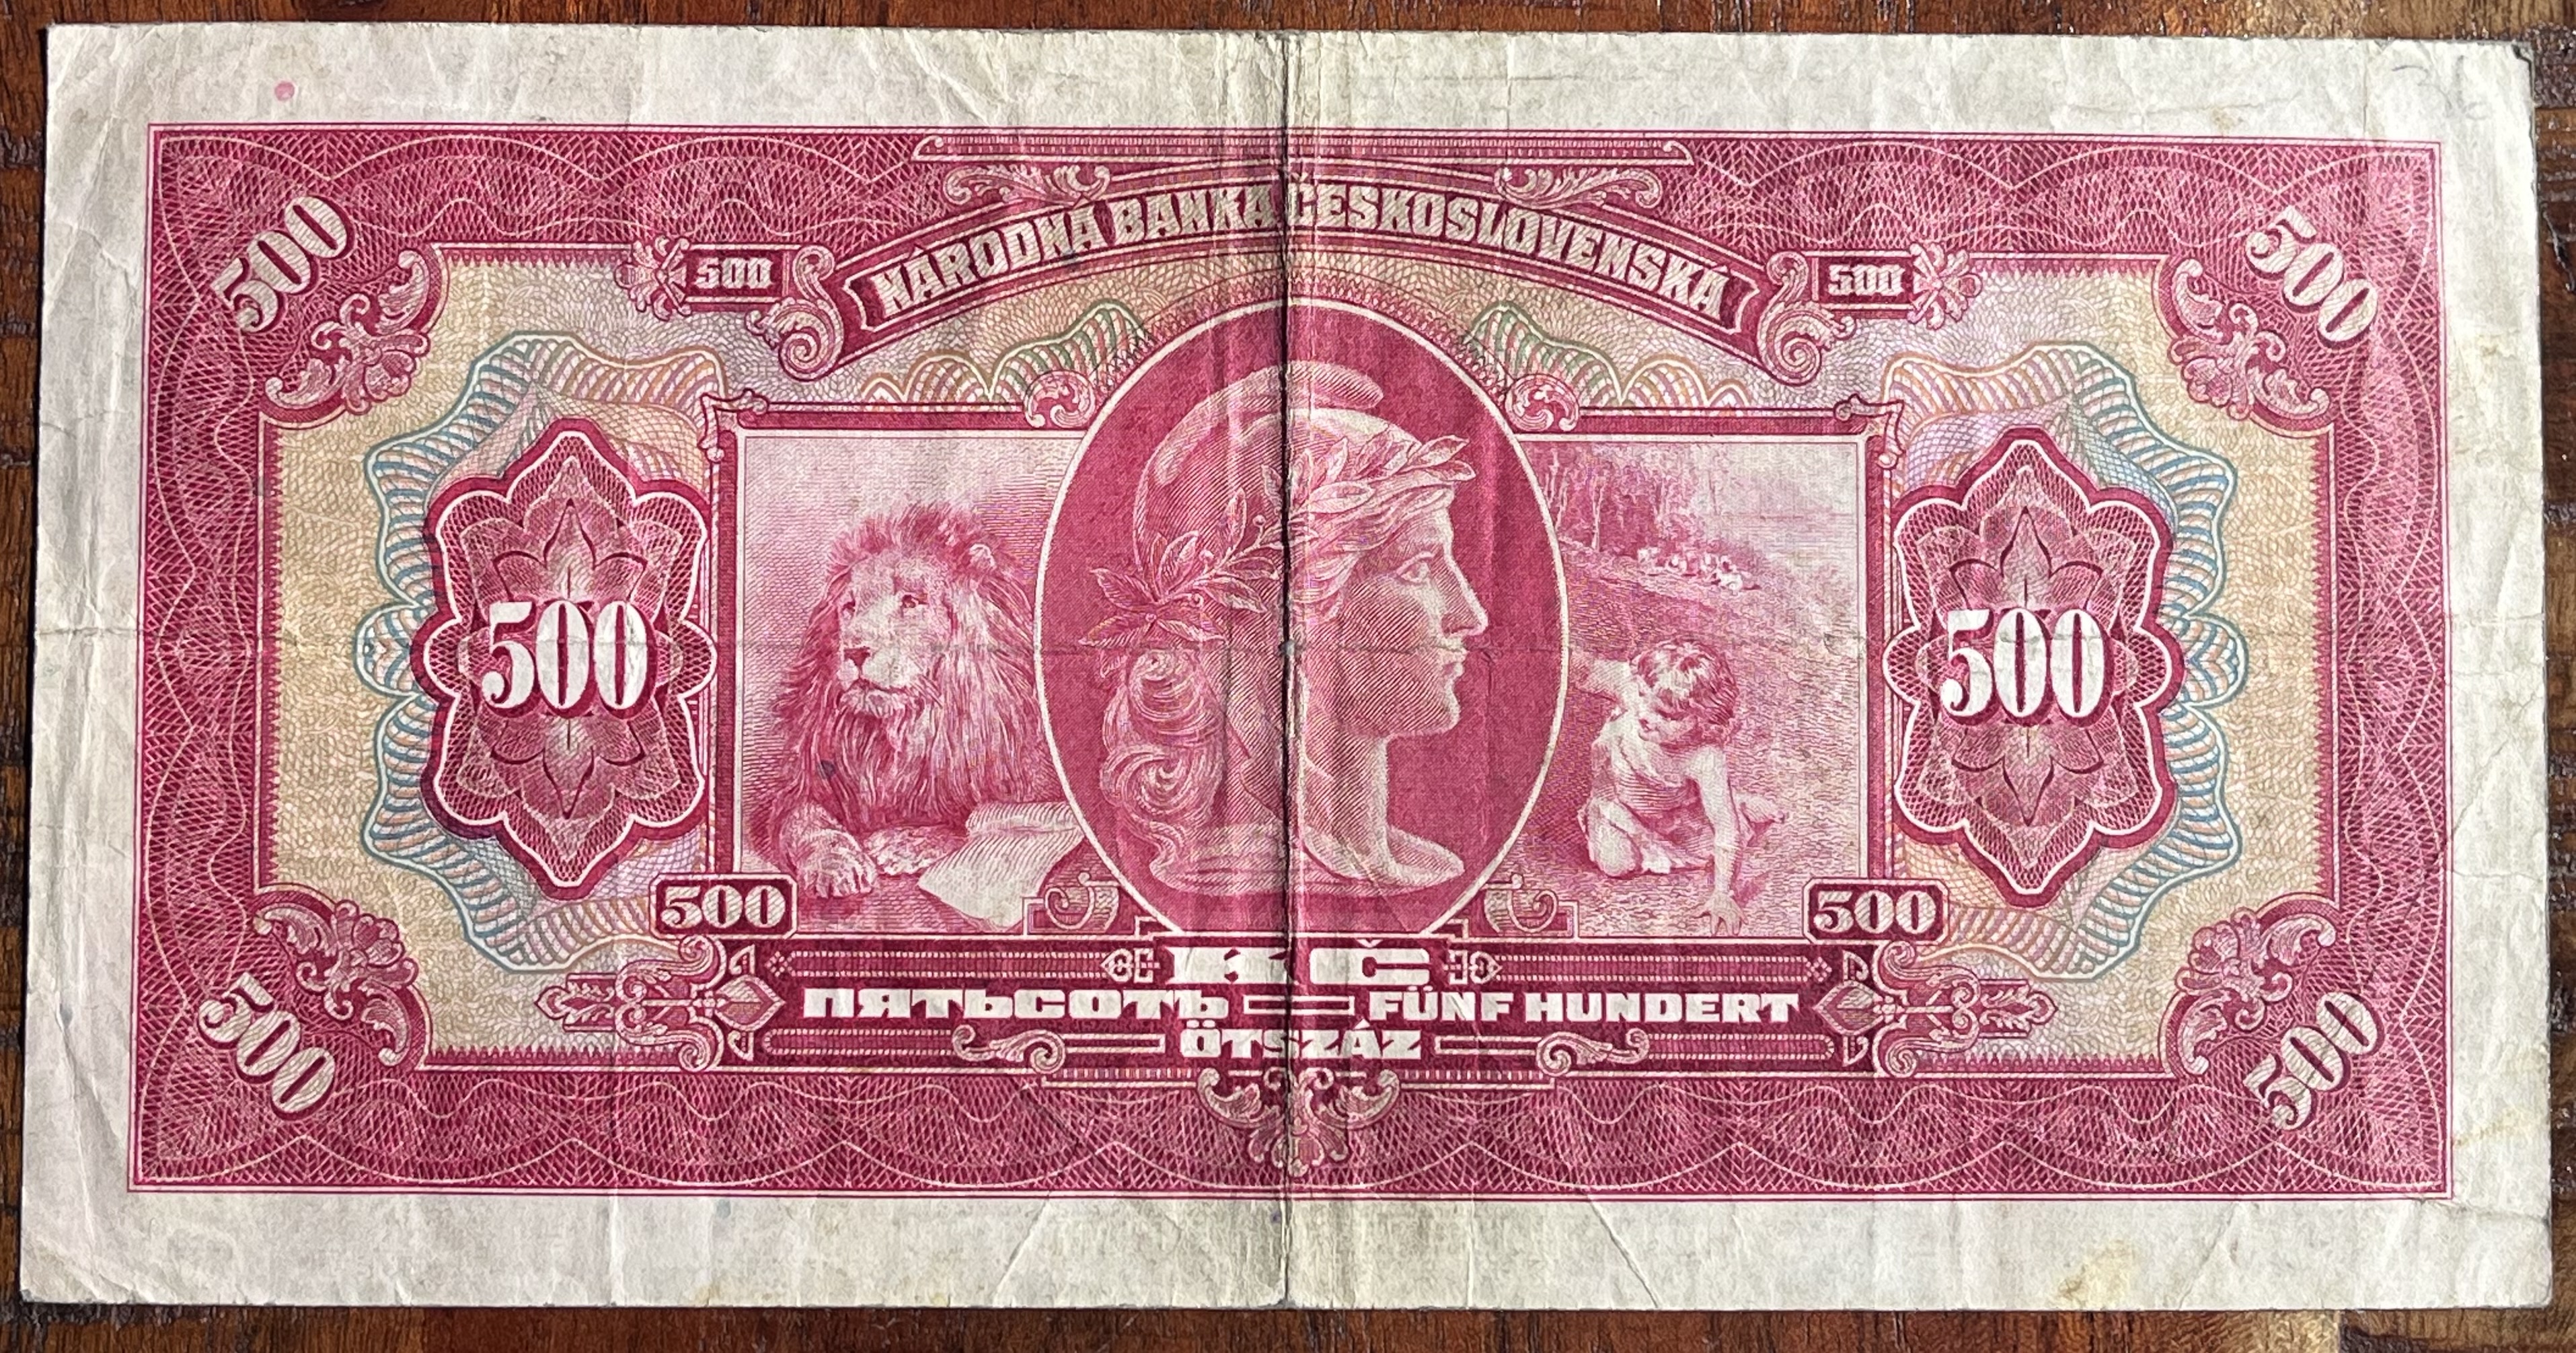 500 500
NÁRODNÁ BANKA ČESKOSLOVENSKÁ
500 500
500 500
500 500
KČ
ПЯТЬСОТЪ — FÜNF HUNDERT
ÖTSZÁZ
500 500